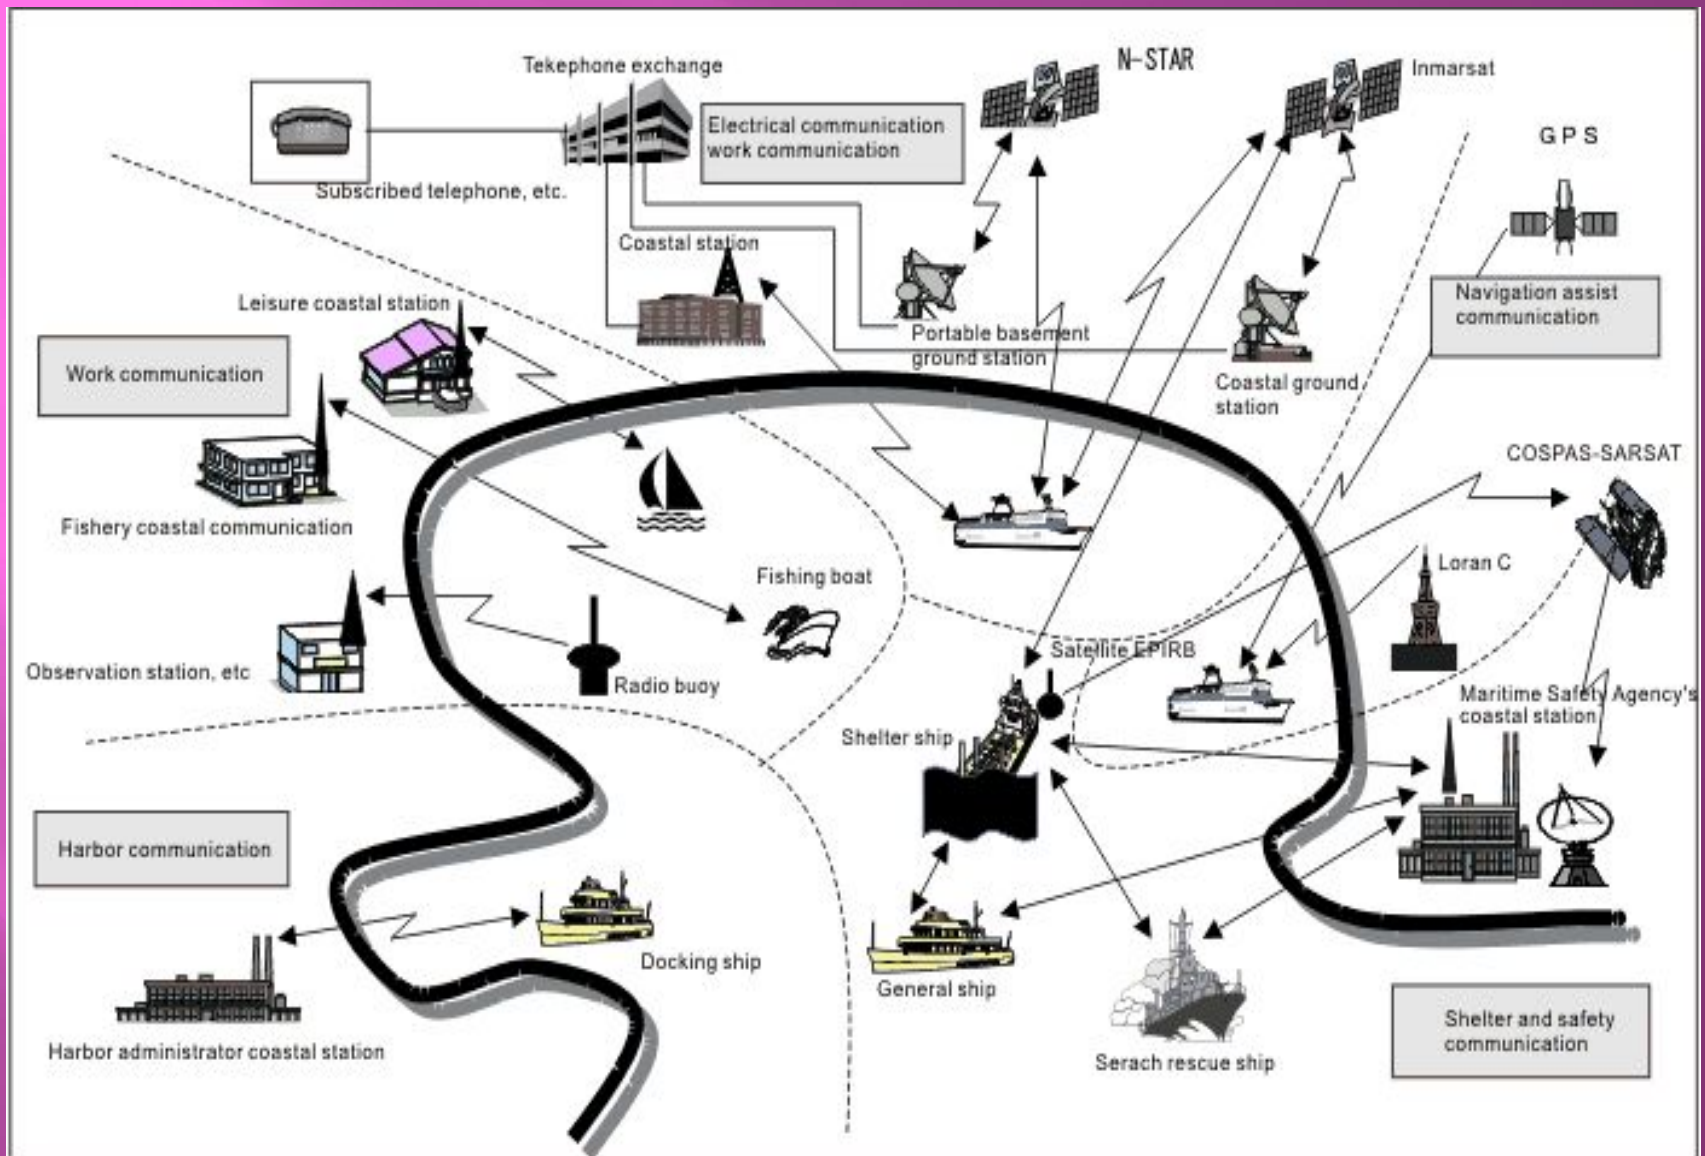 Tekephone exchange
N-STAR
Inmarsat
Electrical communication
work communication
GPS
Subscribed telephone, etc.
Coastal station
Leisure coastal station
Navigation assist
communication
Portable basement
ground station
Work communication
Coastal ground
station
COSPAS-SARSAT
Fishery coastal communication
Loran C
Fishing boat
Satellite EPIRB
Observation station, etc
Radio buoy
Maritime Safety Agency's
coastal station
Shelter ship
Harbor communication
Docking ship
General ship
Shelter and safety
communication
Harbor administrator coastal station
Serach rescue ship